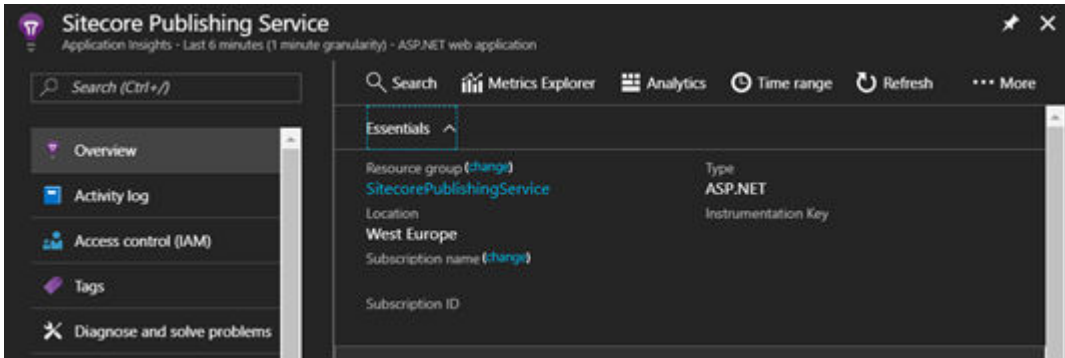 Sitecore Publishing Service
Application Insights - Last 6 minutes (1 minute granularity) - ASP.NET web application
Search (Ctrl+/)
Overview
Activity log
Access control (IAM)
Tags
Diagnose and solve problems
Search Metrics Explorer Analytics Time range Refresh ··· More
Essentials
Resource group (change)
SitecorePublishingService
Location
West Europe
Subscription name (change)
Subscription ID
Type
ASP.NET
Instrumentation Key